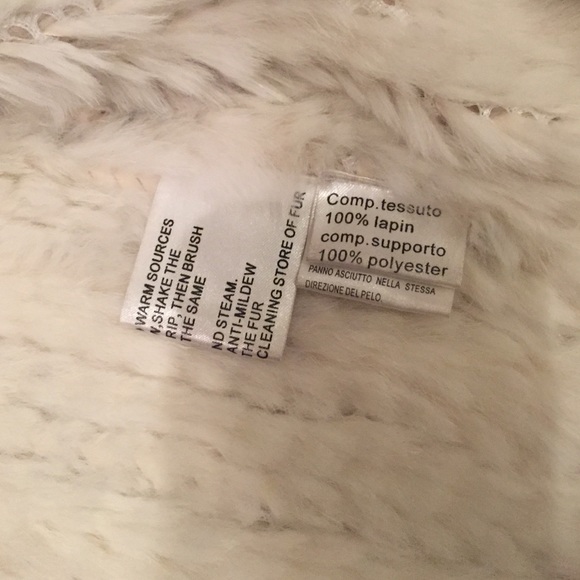 WARM SOURCES
SHAKE THE
RIP, THEN BRUSH
THE SAME
ND STEAM.
ANTI-MILDEW
THE FUR
CLEANING STORE OF FUR
Comp.tessuto
100% lapin
comp.supporto
100% polyester
PANNO ASCIUTTO NELLA STESSA
DIREZIONE DEL PELO.